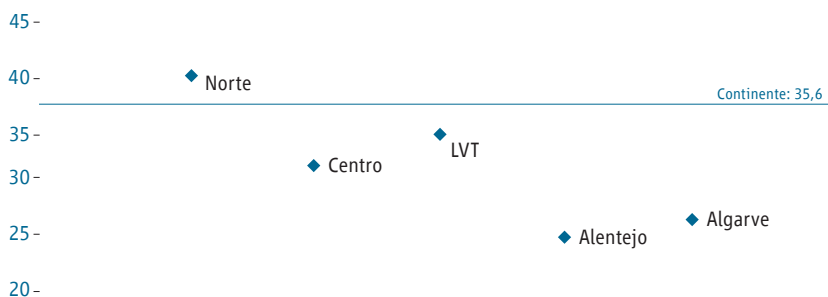 45
40
Norte
Continente: 35,6
35
LVT
Centro
30
Algarve
25
Alentejo
20